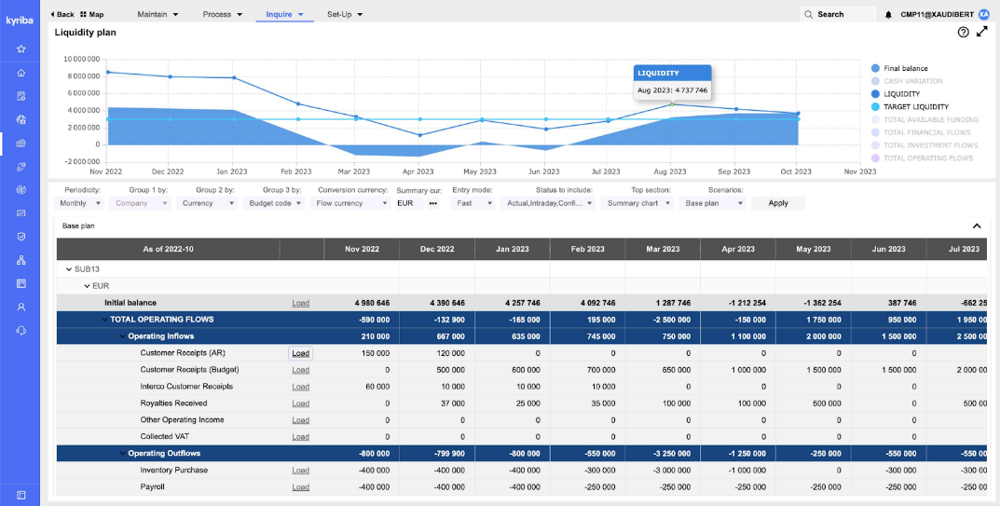 kyriba
Back Map Maintain Process Inquire Set-Up Search CMP11@XAUDIBERT XA
Liquidity plan
10 000 000
8 000 000
6 000 000
4 000 000
2 000 000
0
-2 000 000
Nov 2022 Dec 2022 Jan 2023 Feb 2023 Mar 2023 Apr 2023 May 2023 Jun 2023 Jul 2023 Aug 2023 Sep 2023 Oct 2023 Nov 2023
LIQUIDITY
Aug 2023: 4 737 746
Final balance
CASH VARIATION
LIQUIDITY
TARGET LIQUIDITY
TOTAL AVAILABLE FUNDING
TOTAL FINANCIAL FLOWS
TOTAL INVESTMENT FLOWS
TOTAL OPERATING FLOWS
Periodicity: Group 1 by: Group 2 by: Group 3 by: Conversion currency: Summary cur: Entry mode: Status to include: Top section: Scenarios:
Monthly Company Currency Budget code Flow currency EUR ••• Fast Actual,Intraday,Confi... Summary chart Base plan Apply
Base plan
As of 2022-10 Nov 2022 Dec 2022 Jan 2023 Feb 2023 Mar 2023 Apr 2023 May 2023 Jun 2023 Jul 2023
SUB13
EUR
Initial balance Load 4 980 646 4 390 646 4 257 746 4 092 746 1 287 746 -1 212 254 -1 362 254 387 746 -662 25
TOTAL OPERATING FLOWS -590 000 -132 900 -165 000 195 000 -2 500 000 -150 000 1 750 000 950 000 1 950 00
Operating Inflows 210 000 667 000 635 000 745 000 750 000 1 100 000 2 000 000 1 500 000 2 500 00
Customer Receipts (AR) Load 150 000 120 000 0 0 0 0 0 0
Customer Receipts (Budget) Load 0 500 000 600 000 700 000 650 000 1 000 000 1 500 000 1 500 000 2 000 00
Interco Customer Receipts Load 60 000 10 000 10 000 10 000 0 0 0 0
Royalties Received Load 0 37 000 25 000 35 000 100 000 100 000 500 000 0 500 00
Other Operating Income Load 0 0 0 0 0 0 0 0
Collected VAT Load 0 0 0 0 0 0 0 0
Operating Outflows -800 000 -799 900 -800 000 -550 000 -3 250 000 -1 250 000 -250 000 -550 000 -550 00
Inventory Purchase Load -400 000 -400 000 -400 000 -300 000 -3 000 000 -1 000 000 0 -300 000 -300 00
Payroll Load -400 000 -400 000 -400 000 -250 000 -250 000 -250 000 -250 000 -250 000 -250 00